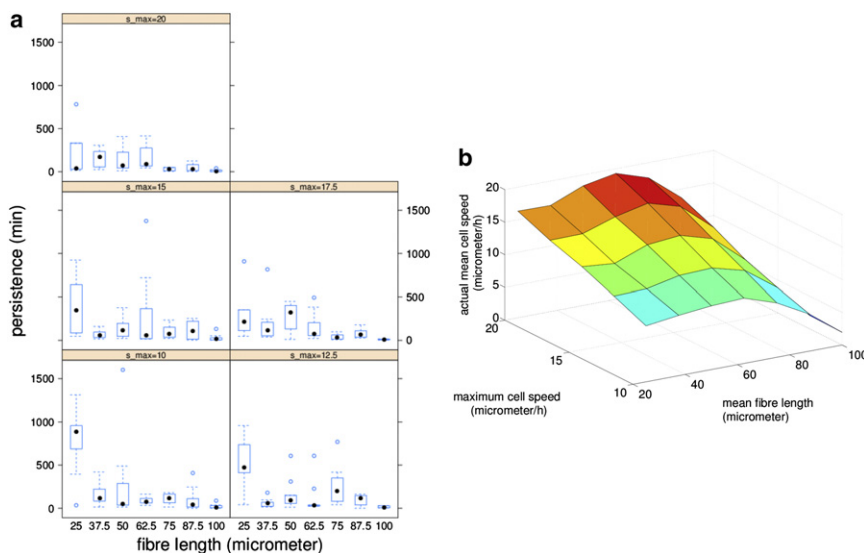 a
s_max=20
1500
1000
500
0
s_max=15
s_max=17.5
1500
1000
500
0
s_max=10
s_max=12.5
1500
1000
500
0
persistence (min)
25 37.5 50 62.5 75 87.5 100 25 37.5 50 62.5 75 87.5 100
fibre length (micrometer)
b
20
15
10
5
0
actual mean cell speed
(micrometer/h)
20
15
10
maximum cell speed
(micrometer/h)
20
40
60
80
100
mean fibre length
(micrometer)